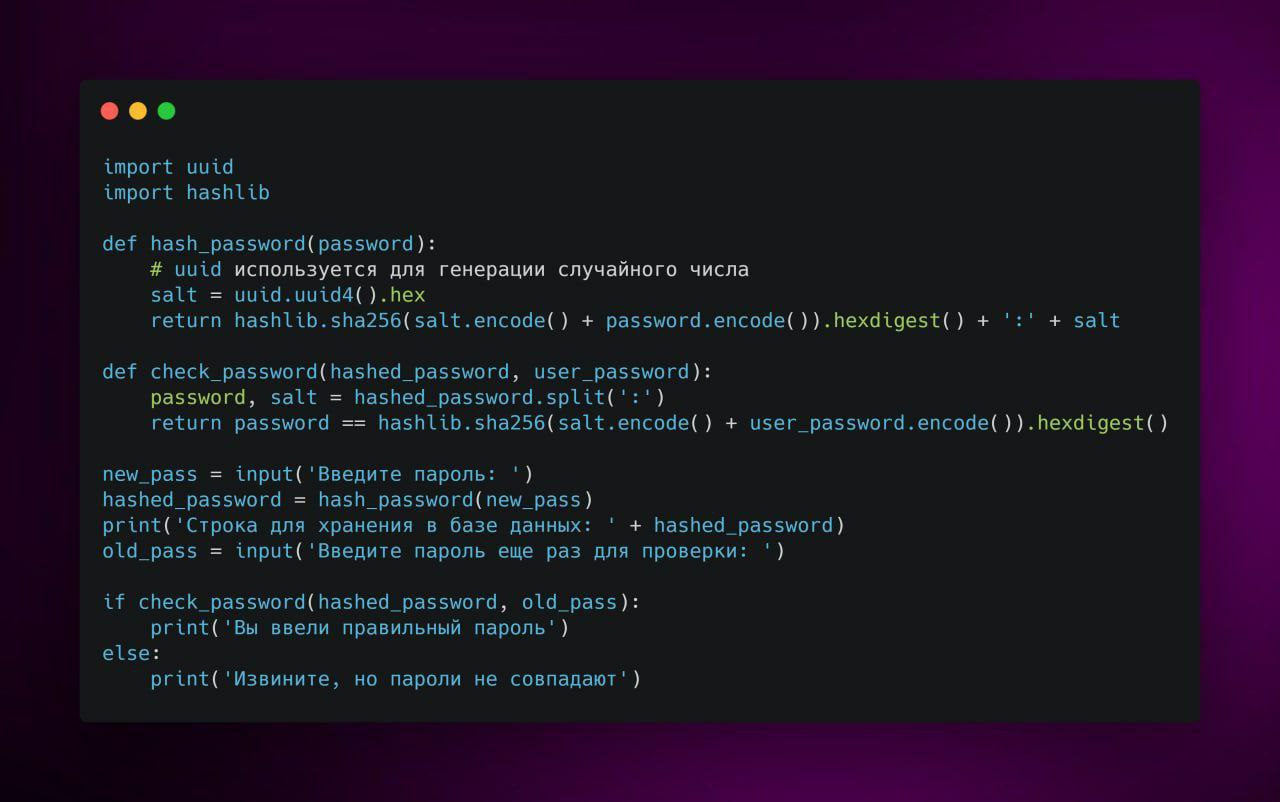 import uuid
import hashlib
def hash_password(password):
    # uuid используется для генерации случайного числа
    salt = uuid.uuid4().hex
    return hashlib.sha256(salt.encode() + password.encode()).hexdigest() + ':' + salt
def check_password(hashed_password, user_password):
    password, salt = hashed_password.split(':')
    return password == hashlib.sha256(salt.encode() + user_password.encode()).hexdigest()
new_pass = input('Введите пароль: ')
hashed_password = hash_password(new_pass)
print('Строка для хранения в базе данных: ' + hashed_password)
old_pass = input('Введите пароль еще раз для проверки: ')
if check_password(hashed_password, old_pass):
    print('Вы ввели правильный пароль')
else:
    print('Извините, но пароли не совпадают')